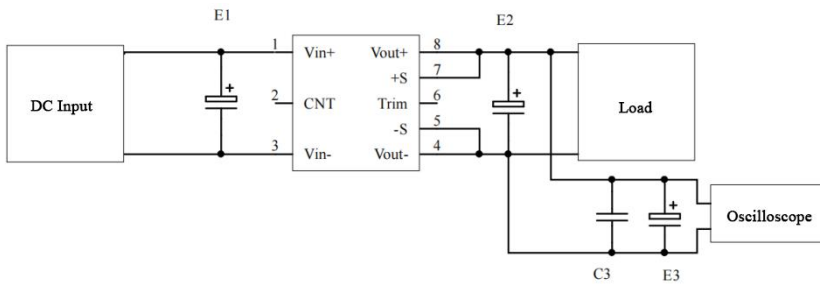 E1
E2
1 Vin+ Vout+ 8
+S 7
DC Input
2 CNT Trim 6
Load
-S 5
3 Vin- Vout- 4
Oscilloscope
C3 E3
+
+
+